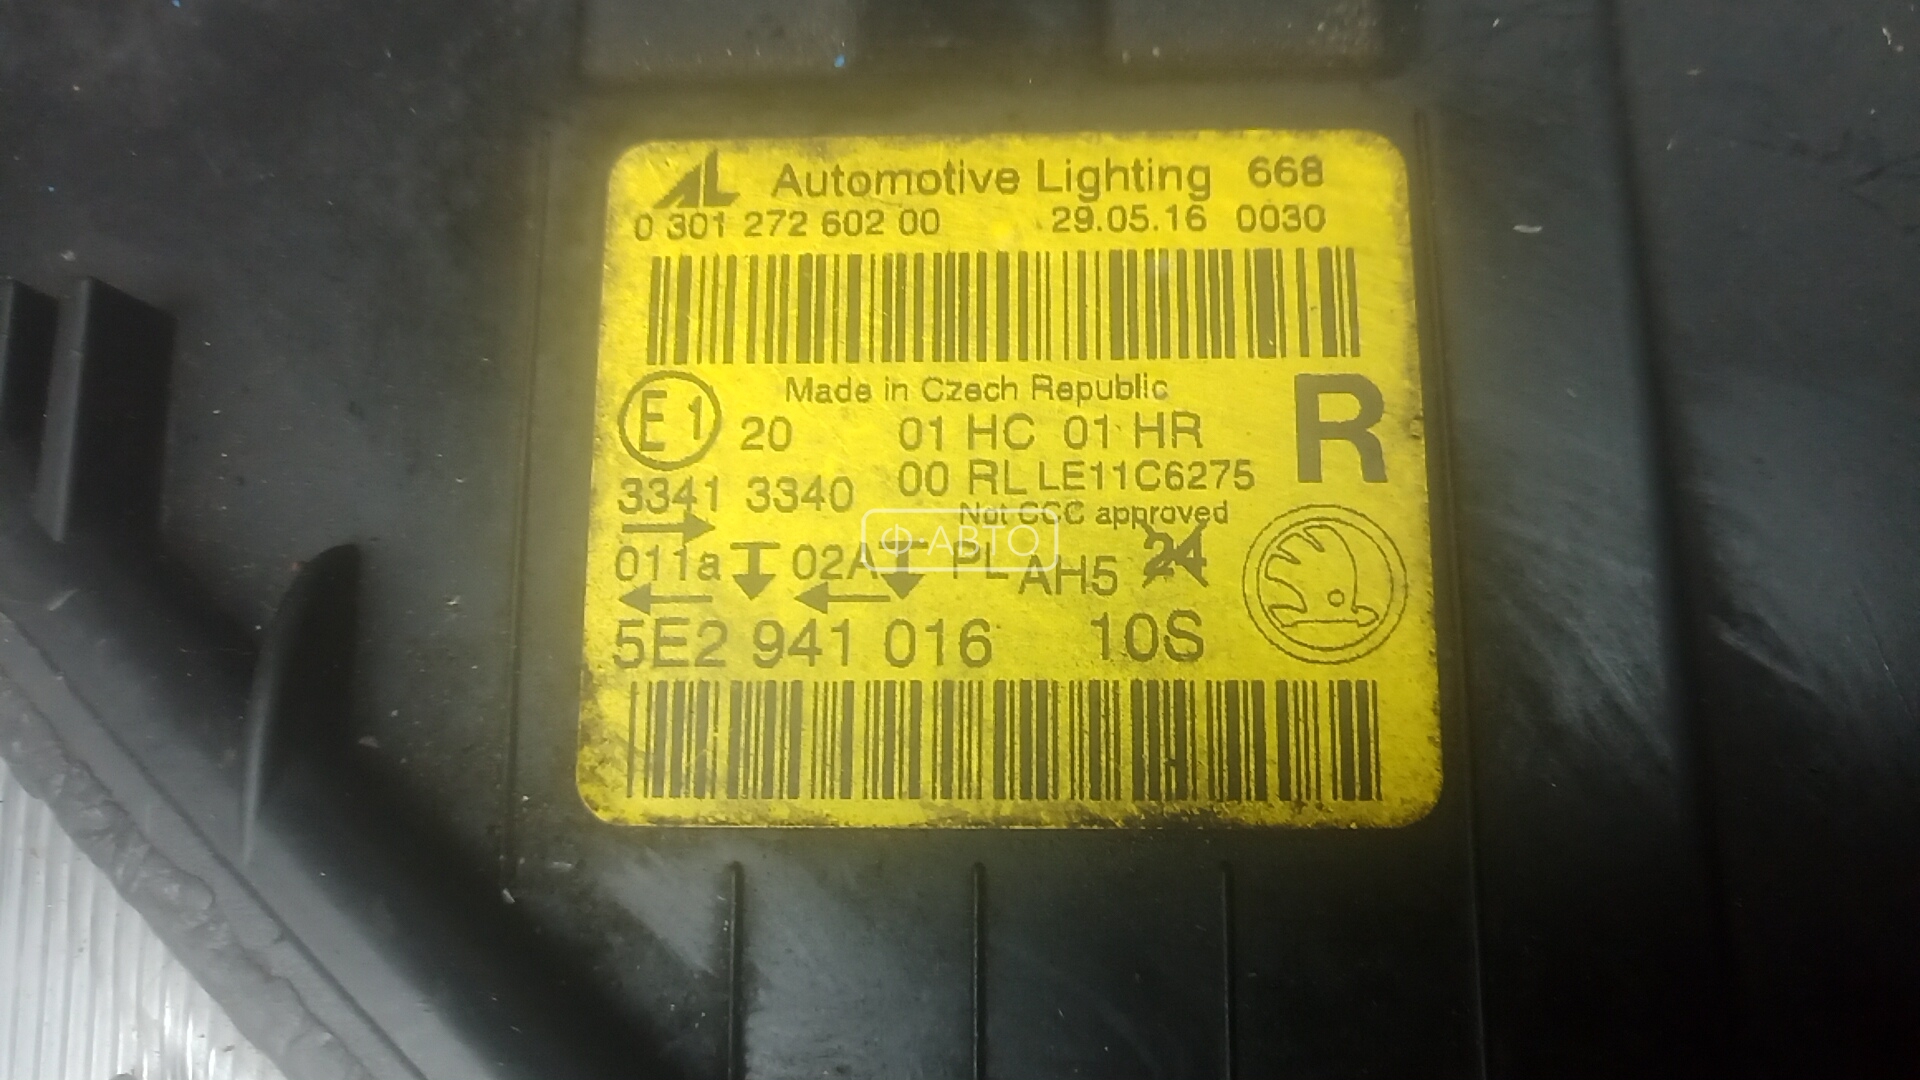 AL Automotive Lighting 668
0 301 272 602 00 29.05.16 0030
Made in Czech Republic
E1 20 01 HC 01 HR R
3341 3340 00 RL LE11C6275
Not CCC approved
Ф·АВТО
011a 02A PL AH5 24
5E2 941 016 10S